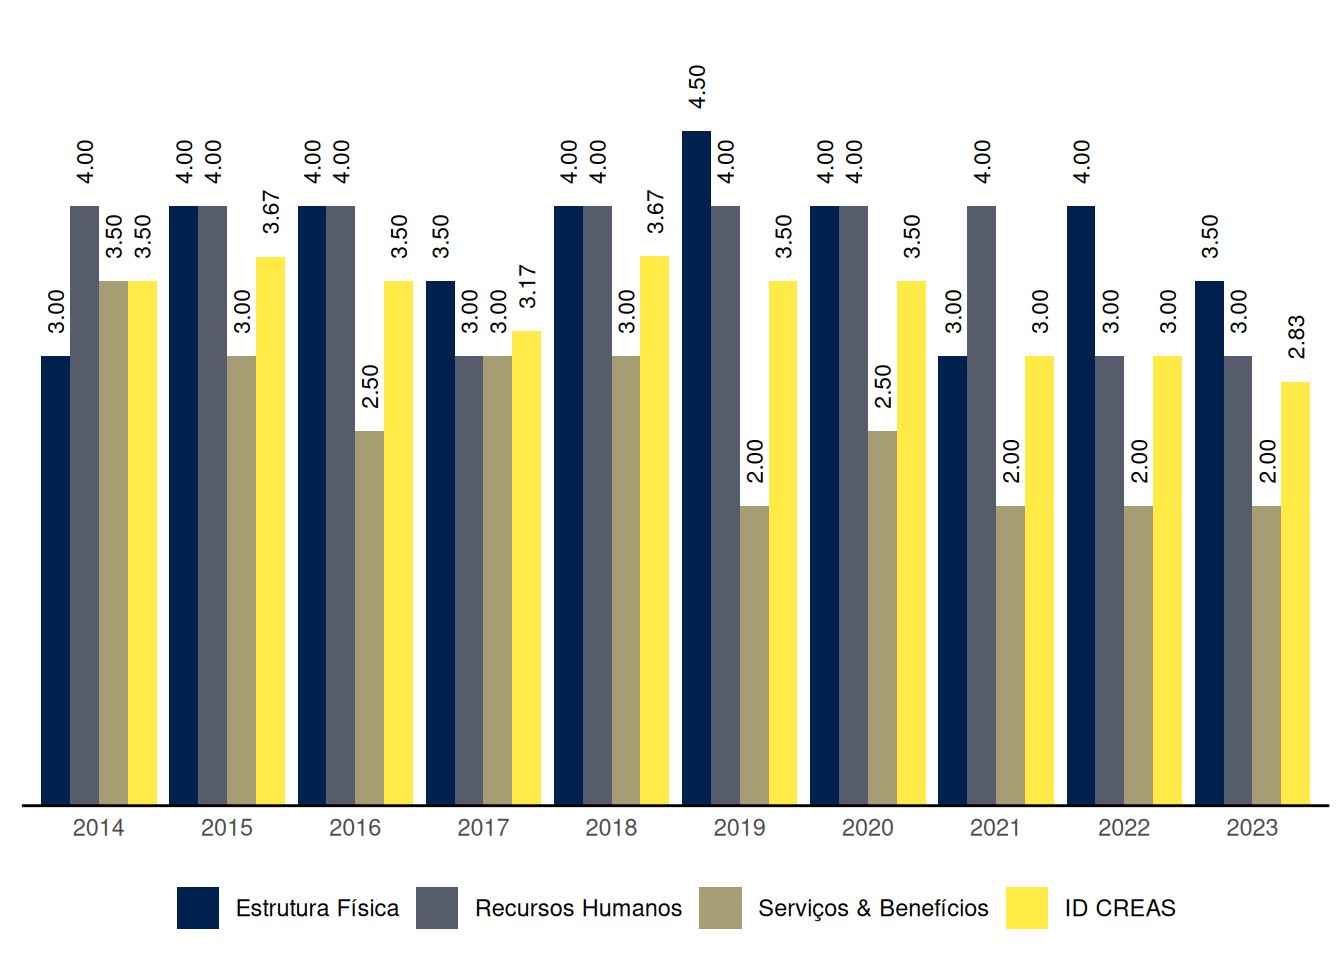 4.50
4.00 4.00 4.00 4.00 4.00 4.00 4.00 4.00 4.00 4.00 4.00 4.00 4.00
3.50 3.50 3.67 3.50 3.50 3.67 3.50 3.50 3.50
3.00 3.00 3.00 3.00 3.17 3.00 3.00 3.00 3.00 3.00 3.00 2.83
2.50 2.50
2.00 2.00 2.00 2.00
2014 2015 2016 2017 2018 2019 2020 2021 2022 2023
Estrutura Física Recursos Humanos Serviços & Benefícios ID CREAS